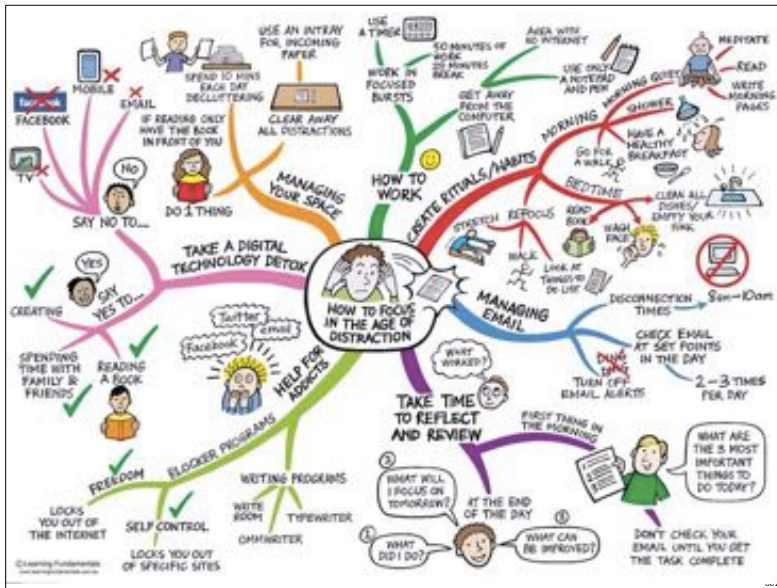 HOW TO FOCUS
IN THE AGE OF
DISTRACTION
MANAGING
YOUR SPACE
SPEND 10 MINS
EACH DAY
DECLUTTERING
USE AN INTRAY
FOR INCOMING
PAPER
CLEAR AWAY
ALL DISTRACTIONS
IF READING ONLY
HAVE THE BOOK
IN FRONT OF YOU
DO 1 THING
HOW TO
WORK
USE
A TIMER
50 MINUTES OF
WORK
BREAK
WORK IN
FOCUSED
BURSTS
GET AWAY
FROM THE
COMPUTER
AREA WITH
NO INTERNET
USE ONLY
A NOTEPAD
AND PEN
CREATE RITUALS/HABITS
MORNING
MORNING QUIET
MEDITATE
READ
WRITE
MORNING
PAGES
SHOWER
HAVE A
HEALTHY
BREAKFAST
GO FOR
A WALK
BEDTIME
READ
BOOK
WASH
FACE
CLEAN ALL
DISHES/
EMPTY YOUR
SINK
REFOCUS
STRETCH
WALK
LOOK AT
THINGS TO
DO LIST
MANAGING
EMAIL
DISCONNECTION
TIMES
8am-10am
CHECK EMAIL
AT SET POINTS
IN THE DAY
2-3 TIMES
PER DAY
DING
DING
TURN OFF
EMAIL ALERTS
TAKE TIME
TO REFLECT
AND REVIEW
WHAT
WORKED?
FIRST THING IN
THE MORNING
WHAT ARE
THE 3 MOST
IMPORTANT
THINGS TO
DO TODAY?
DON'T CHECK YOUR
EMAIL UNTIL YOU GET
THE TASK COMPLETE
AT THE END
OF THE DAY
1
WHAT
DID I DO?
2
WHAT WILL
I FOCUS ON
TOMORROW?
3
WHAT CAN
BE IMPROVED?
HELP FOR
ADDICTS
Twitter
email
Facebook
BLOCKER PROGRAMS
FREEDOM
LOCKS
YOU OUT OF
THE INTERNET
SELF CONTROL
LOCKS YOU OUT
OF SPECIFIC SITES
WRITING PROGRAMS
WRITE
ROOM
OMMWRITER
TYPEWRITER
TAKE A DIGITAL
TECHNOLOGY DETOX
NO
SAY NO TO...
TV
FACEBOOK
MOBILE
EMAIL
YES
SAY
YES TO...
CREATING
SPENDING
TIME WITH
FAMILY &
FRIENDS
READING
A BOOK
© Learning Fundamentals